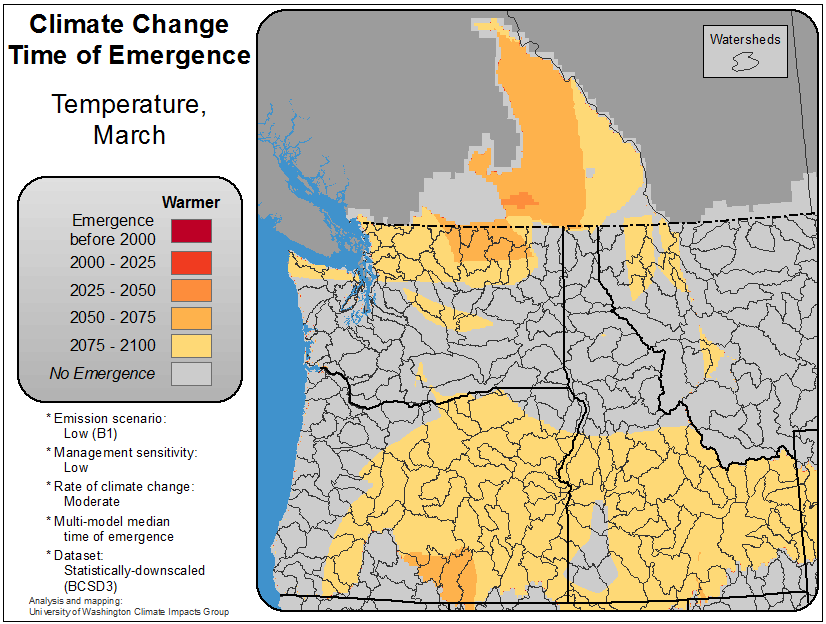 Climate Change
Time of Emergence
Temperature,
March
Watersheds
Warmer
Emergence
before 2000
2000 - 2025
2025 - 2050
2050 - 2075
2075 - 2100
No Emergence
* Emission scenario:
Low (B1)
* Management sensitivity:
Low
* Rate of climate change:
Moderate
* Multi-model median
time of emergence
* Dataset:
Statistically-downscaled
(BCSD3)
Analysis and mapping:
University of Washington Climate Impacts Group